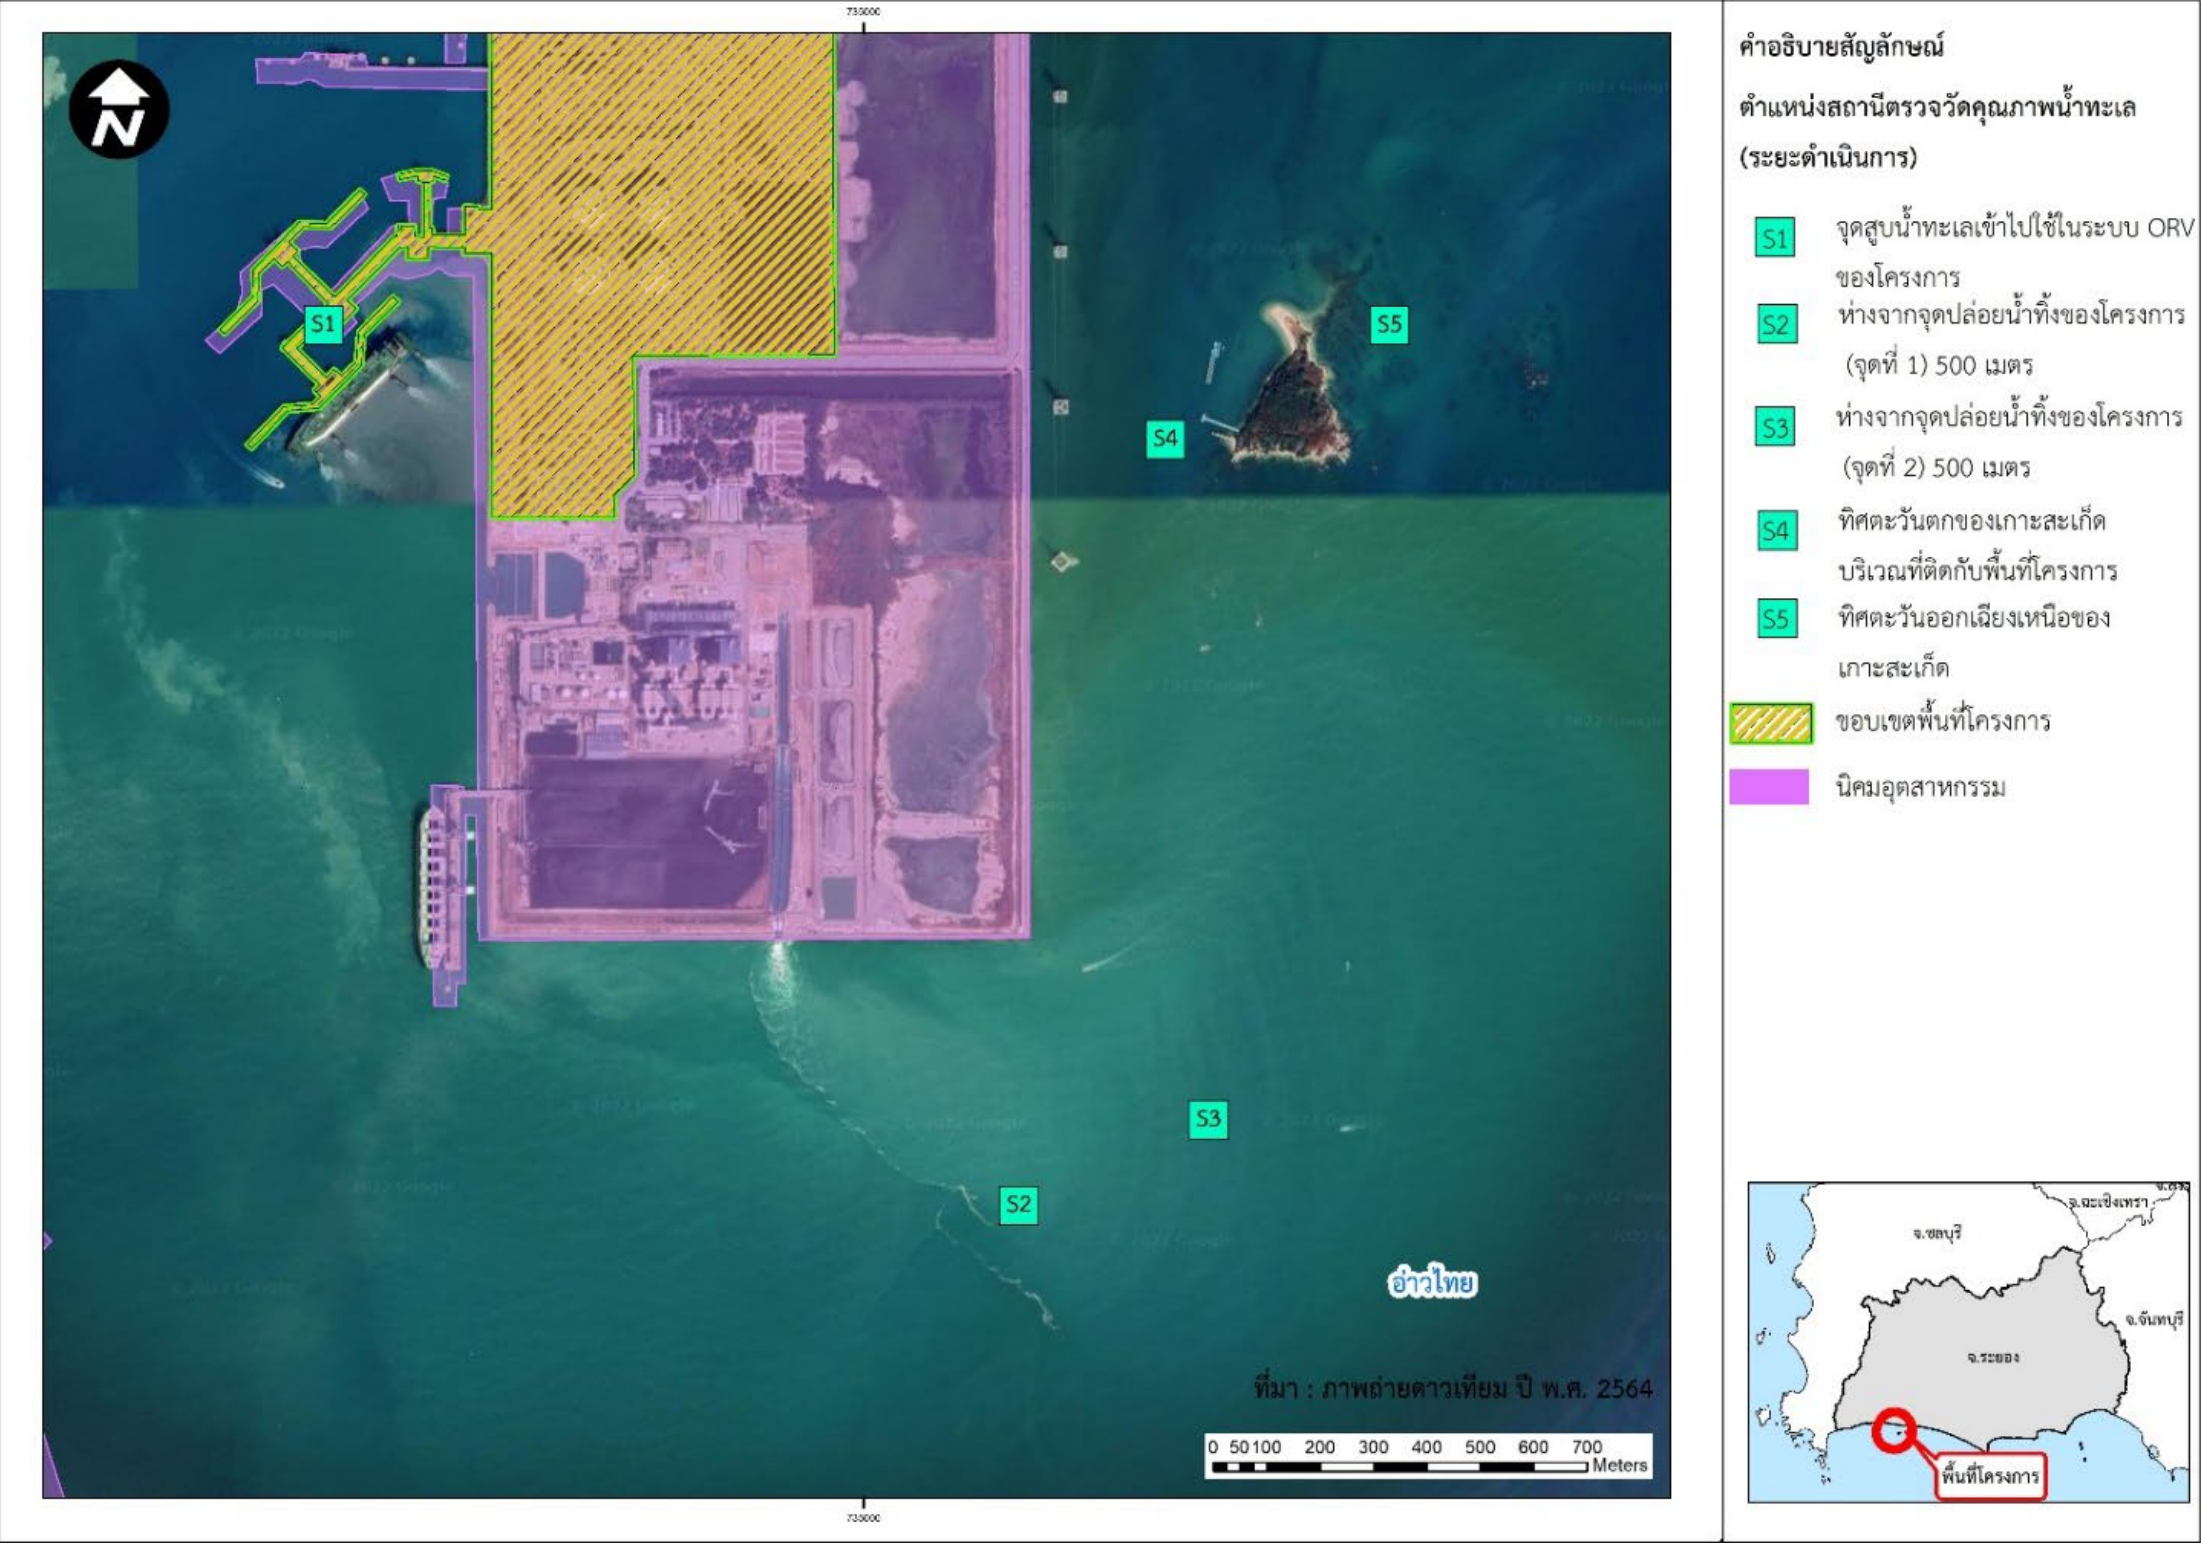 735000
คำอธิบายสัญลักษณ์
ตำแหน่งสถานีตรวจวัดคุณภาพน้ำทะเล
(ระยะดำเนินการ)
S1 จุดสูบน้ำทะเลเข้าไปใช้ในระบบ ORV
ของโครงการ
S2 ห่างจากจุดปล่อยน้ำทิ้งของโครงการ
(จุดที่ 1) 500 เมตร
S3 ห่างจากจุดปล่อยน้ำทิ้งของโครงการ
(จุดที่ 2) 500 เมตร
S4 ทิศตะวันตกของเกาะสะเก็ด
บริเวณที่ติดกับพื้นที่โครงการ
S5 ทิศตะวันออกเฉียงเหนือของ
เกาะสะเก็ด
ขอบเขตพื้นที่โครงการ
นิคมอุตสาหกรรม
N
S1
S5
S4
S3
S2
อ่าวไทย
ที่มา : ภาพถ่ายดาวเทียม ปี พ.ศ. 2564
0 50 100 200 300 400 500 600 700
Meters
735000
จ.ฉะเชิงเทรา
จ.ชลบุรี
จ.จันทบุรี
จ.ระยอง
พื้นที่โครงการ